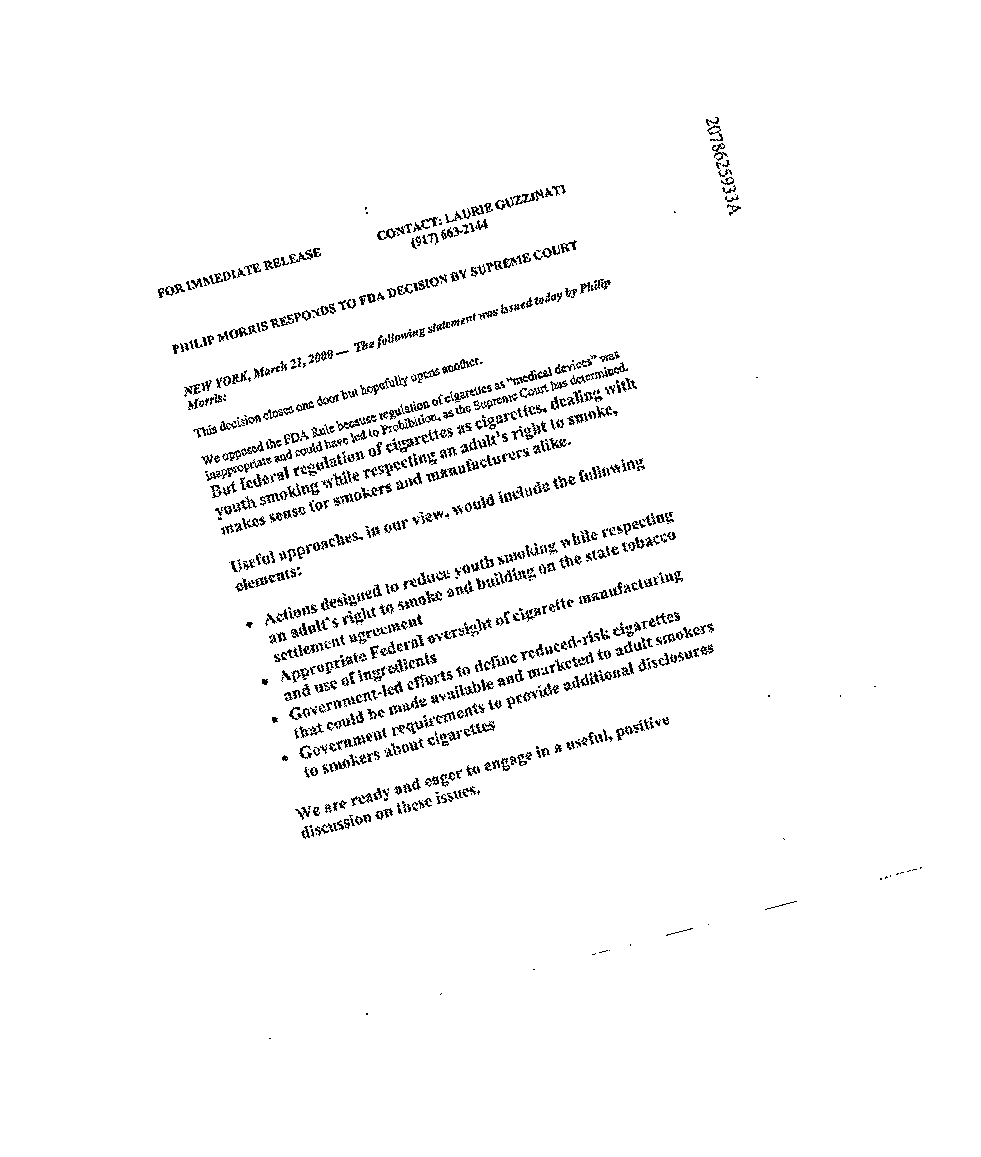 2078625933A
FOR IMMEDIATE RELEASE
CONTACT: LAURIE GUZZINATI
(917) 663-2144
PHILIP MORRIS RESPONDS TO FDA DECISION BY SUPREME COURT
NEW YORK, March 21, 2000 — The following statement was issued today by Philip
Morris:
This decision closes one door but hopefully opens another.
We opposed the FDA Rule because regulation of cigarettes as "medical devices" was
inappropriate and could have led to Prohibition, as the Supreme Court has determined.
But federal regulation of cigarettes as cigarettes, dealing with
youth smoking while respecting an adult's right to smoke,
makes sense for smokers and manufacturers alike.
Useful approaches, in our view, would include the following
elements:
• Actions designed to reduce youth smoking while respecting
an adult's right to smoke and building on the state tobacco
settlement agreement
• Appropriate Federal oversight of cigarette manufacturing
and use of ingredients
• Government-led efforts to define reduced-risk cigarettes
that could be made available and marketed to adult smokers
• Government requirements to provide additional disclosures
to smokers about cigarettes
We are ready and eager to engage in a useful, positive
discussion on these issues.